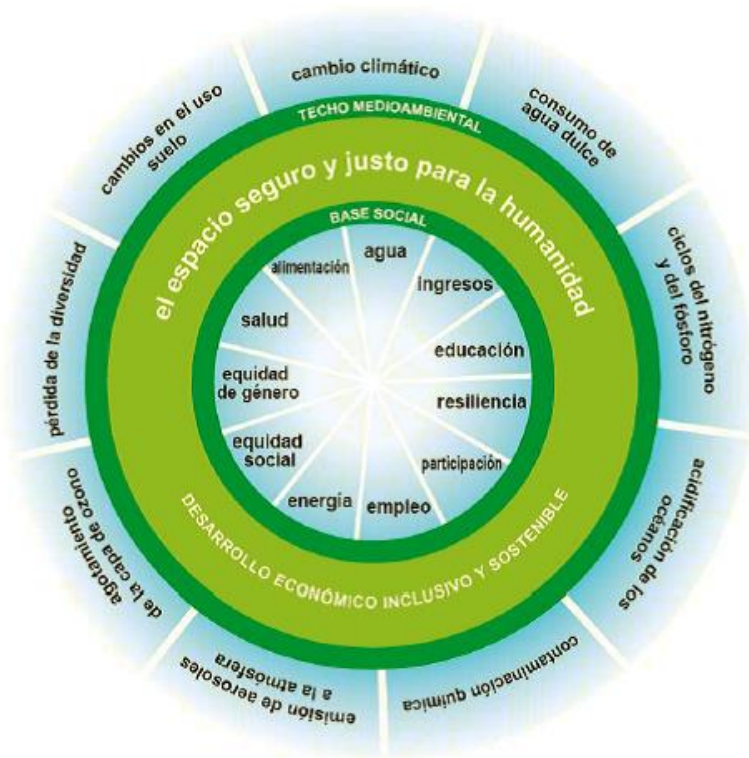 cambio climático
consumo de
agua dulce
ciclos del nitrógeno
y del fósforo
acidificación de los
océanos
contaminación química
emisión de aerosoles
a la atmósfera
agotamiento
de la capa de ozono
pérdida de la diversidad
cambios en el uso
suelo
TECHO MEDIOAMBIENTAL
el espacio seguro y justo para la humanidad
BASE SOCIAL
agua
ingresos
educación
resiliencia
participación
empleo
energía
equidad
social
equidad
de género
salud
alimentación
DESARROLLO ECONÓMICO INCLUSIVO Y SOSTENIBLE